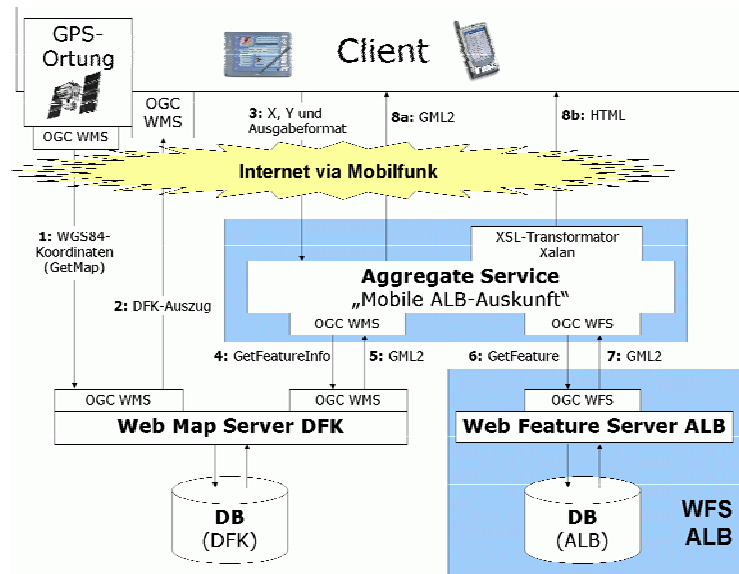 GPS-
Ortung
Client
OGC WMS
OGC
WMS
3: X, Y und
Ausgabeformat
8a: GML2
8b: HTML
Internet via Mobilfunk
1: WGS84-
Koordinaten
(GetMap)
2: DFK-Auszug
XSL-Transformator
Xalan
Aggregate Service
„Mobile ALB-Auskunft“
OGC WMS
OGC WFS
4: GetFeatureInfo
5: GML2
6: GetFeature
7: GML2
OGC WMS
OGC WMS
OGC WFS
Web Map Server DFK
Web Feature Server ALB
DB
(DFK)
DB
(ALB)
WFS
ALB